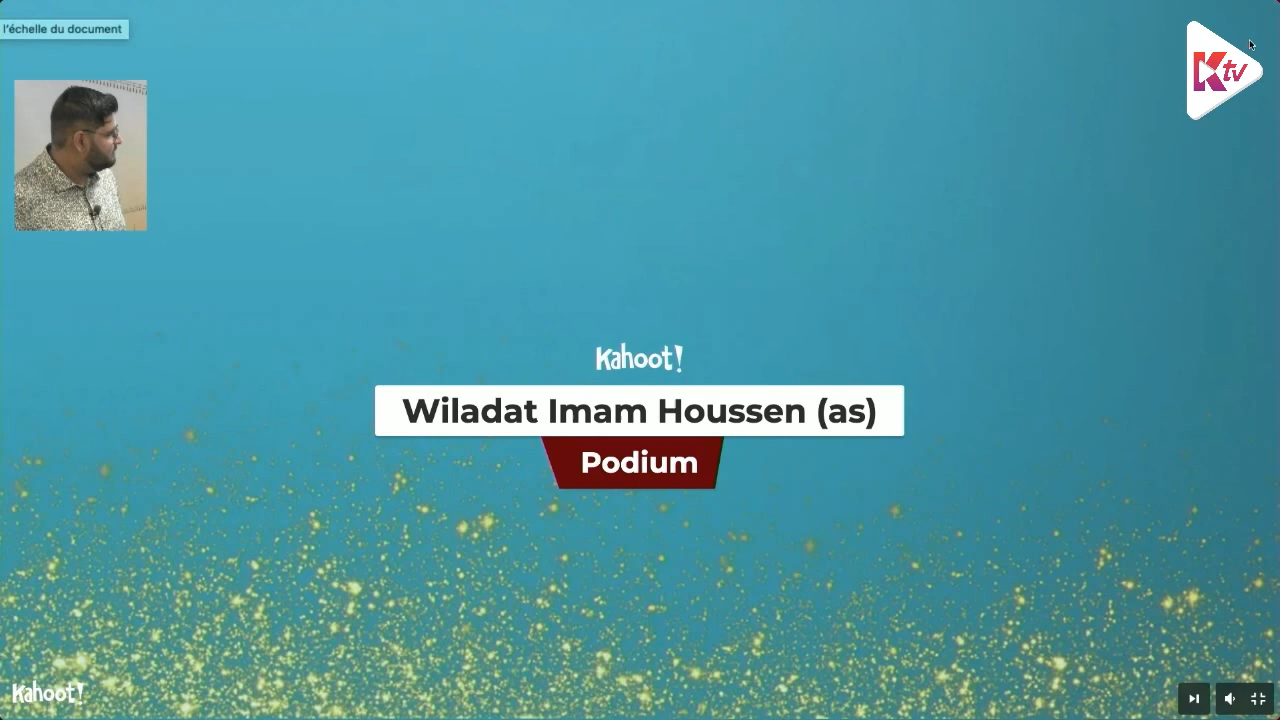 l'échelle du document
K tv
Kahoot!
Wiladat Imam Houssen (as)
Podium
Kahoot!